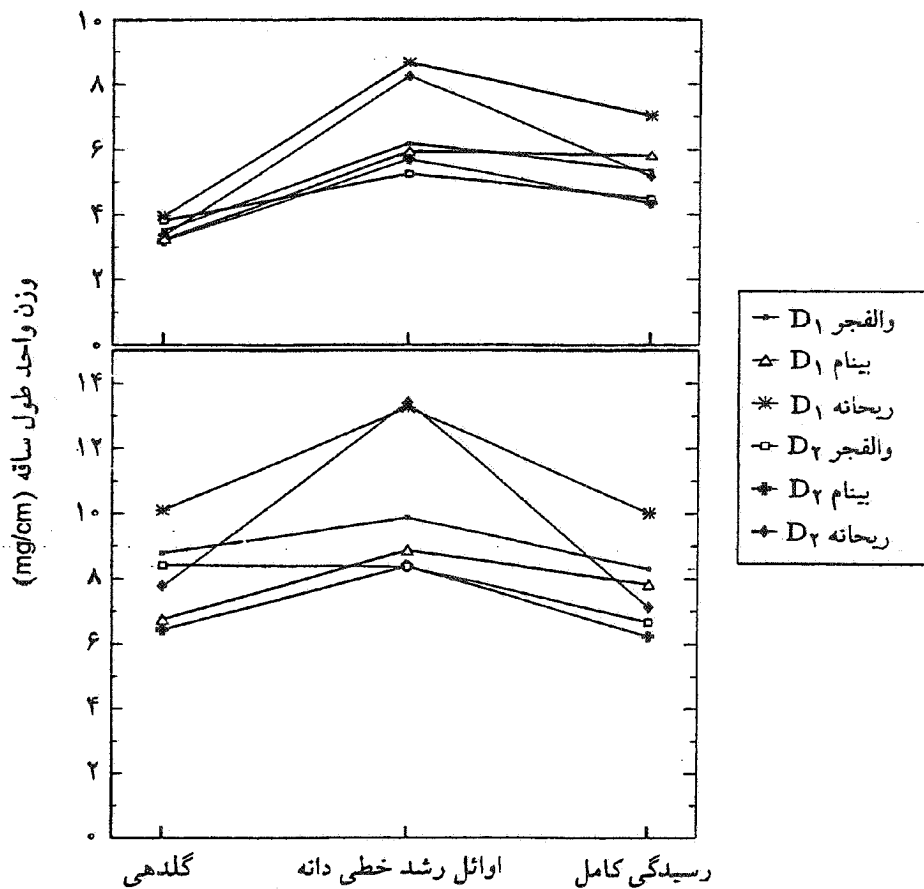 ۱۰
۸
۶
۴
۲
۰
۱۴
۱۲
۱۰
۸
۶
۴
۲
۰
وزن واحد طول ساقه (mg/cm)
والفجر D۱
بینام D۱
ریحانه D۱
والفجر D۲
بینام D۲
ریحانه D۲
گلدهی
اوائل رشد خطی دانه
رسیدگی کامل